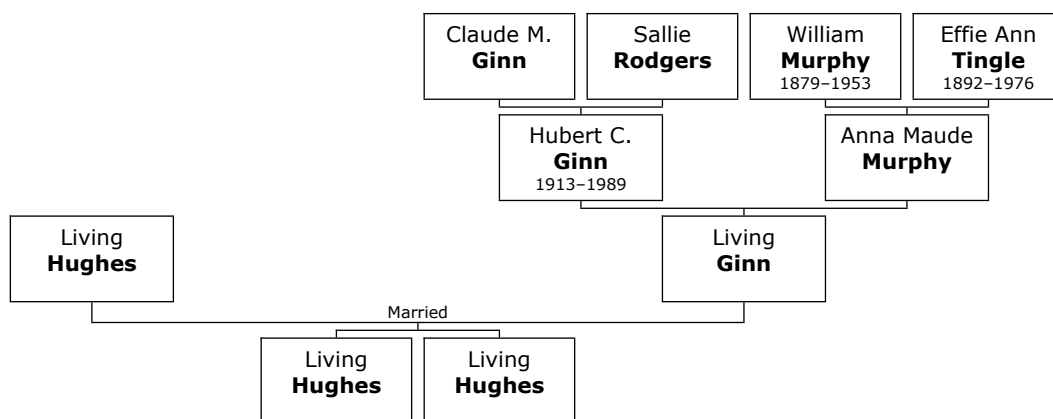 Claude M.
Ginn
Sallie
Rodgers
William
Murphy
1879–1953
Effie Ann
Tingle
1892–1976
Hubert C.
Ginn
1913–1989
Anna Maude
Murphy
Living
Hughes
Living
Ginn
Married
Living
Hughes
Living
Hughes